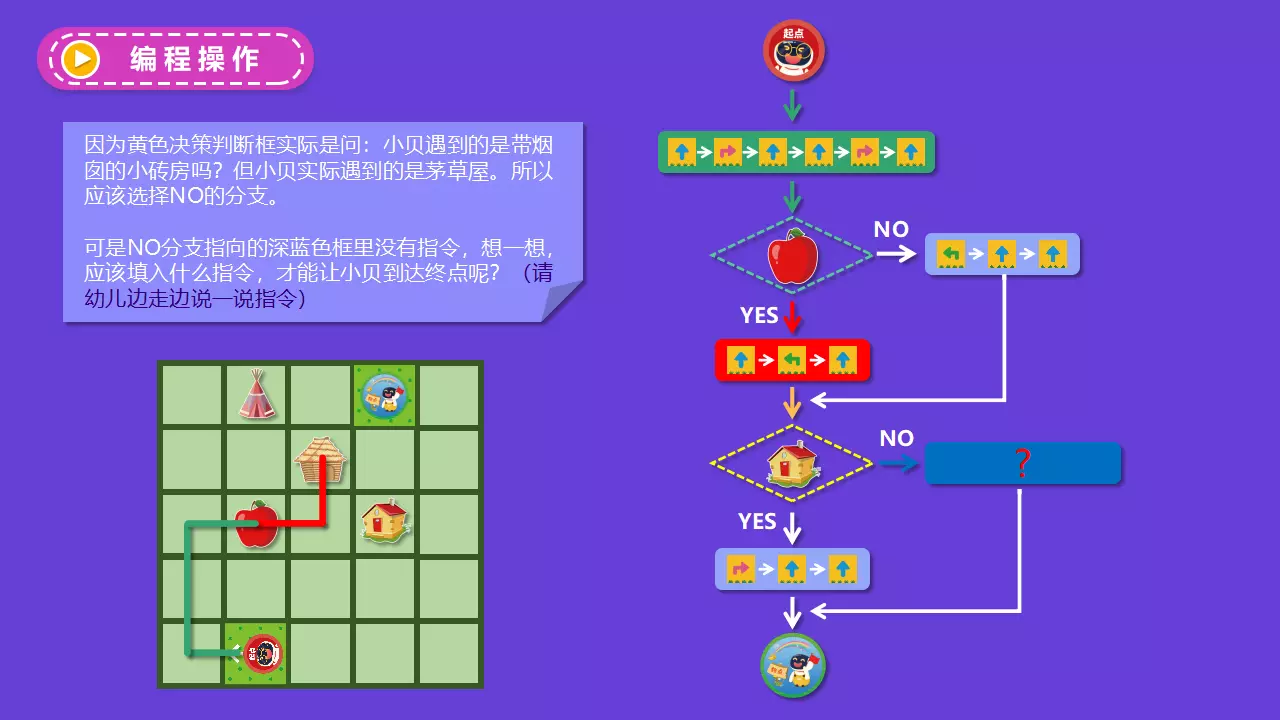 编程操作
因为黄色决策判断框实际是问：小贝遇到的是带烟
囱的小砖房吗？但小贝实际遇到的是茅草屋。所以
应该选择NO的分支。
可是NO分支指向的深蓝色框里没有指令，想一想，
应该填入什么指令，才能让小贝到达终点呢？（请
幼儿边走边说一说指令）
起点
NO
YES
NO
?
YES